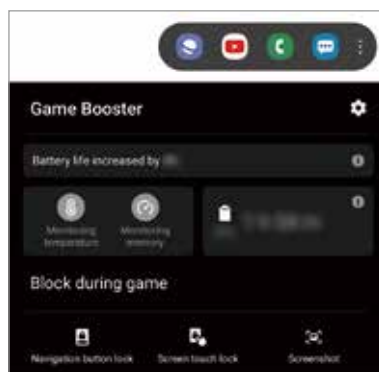 Game Booster
Battery life increased by
Monitoring temperature
Monitoring memory
Block during game
Navigation button lock
Screen touch lock
Screenshot